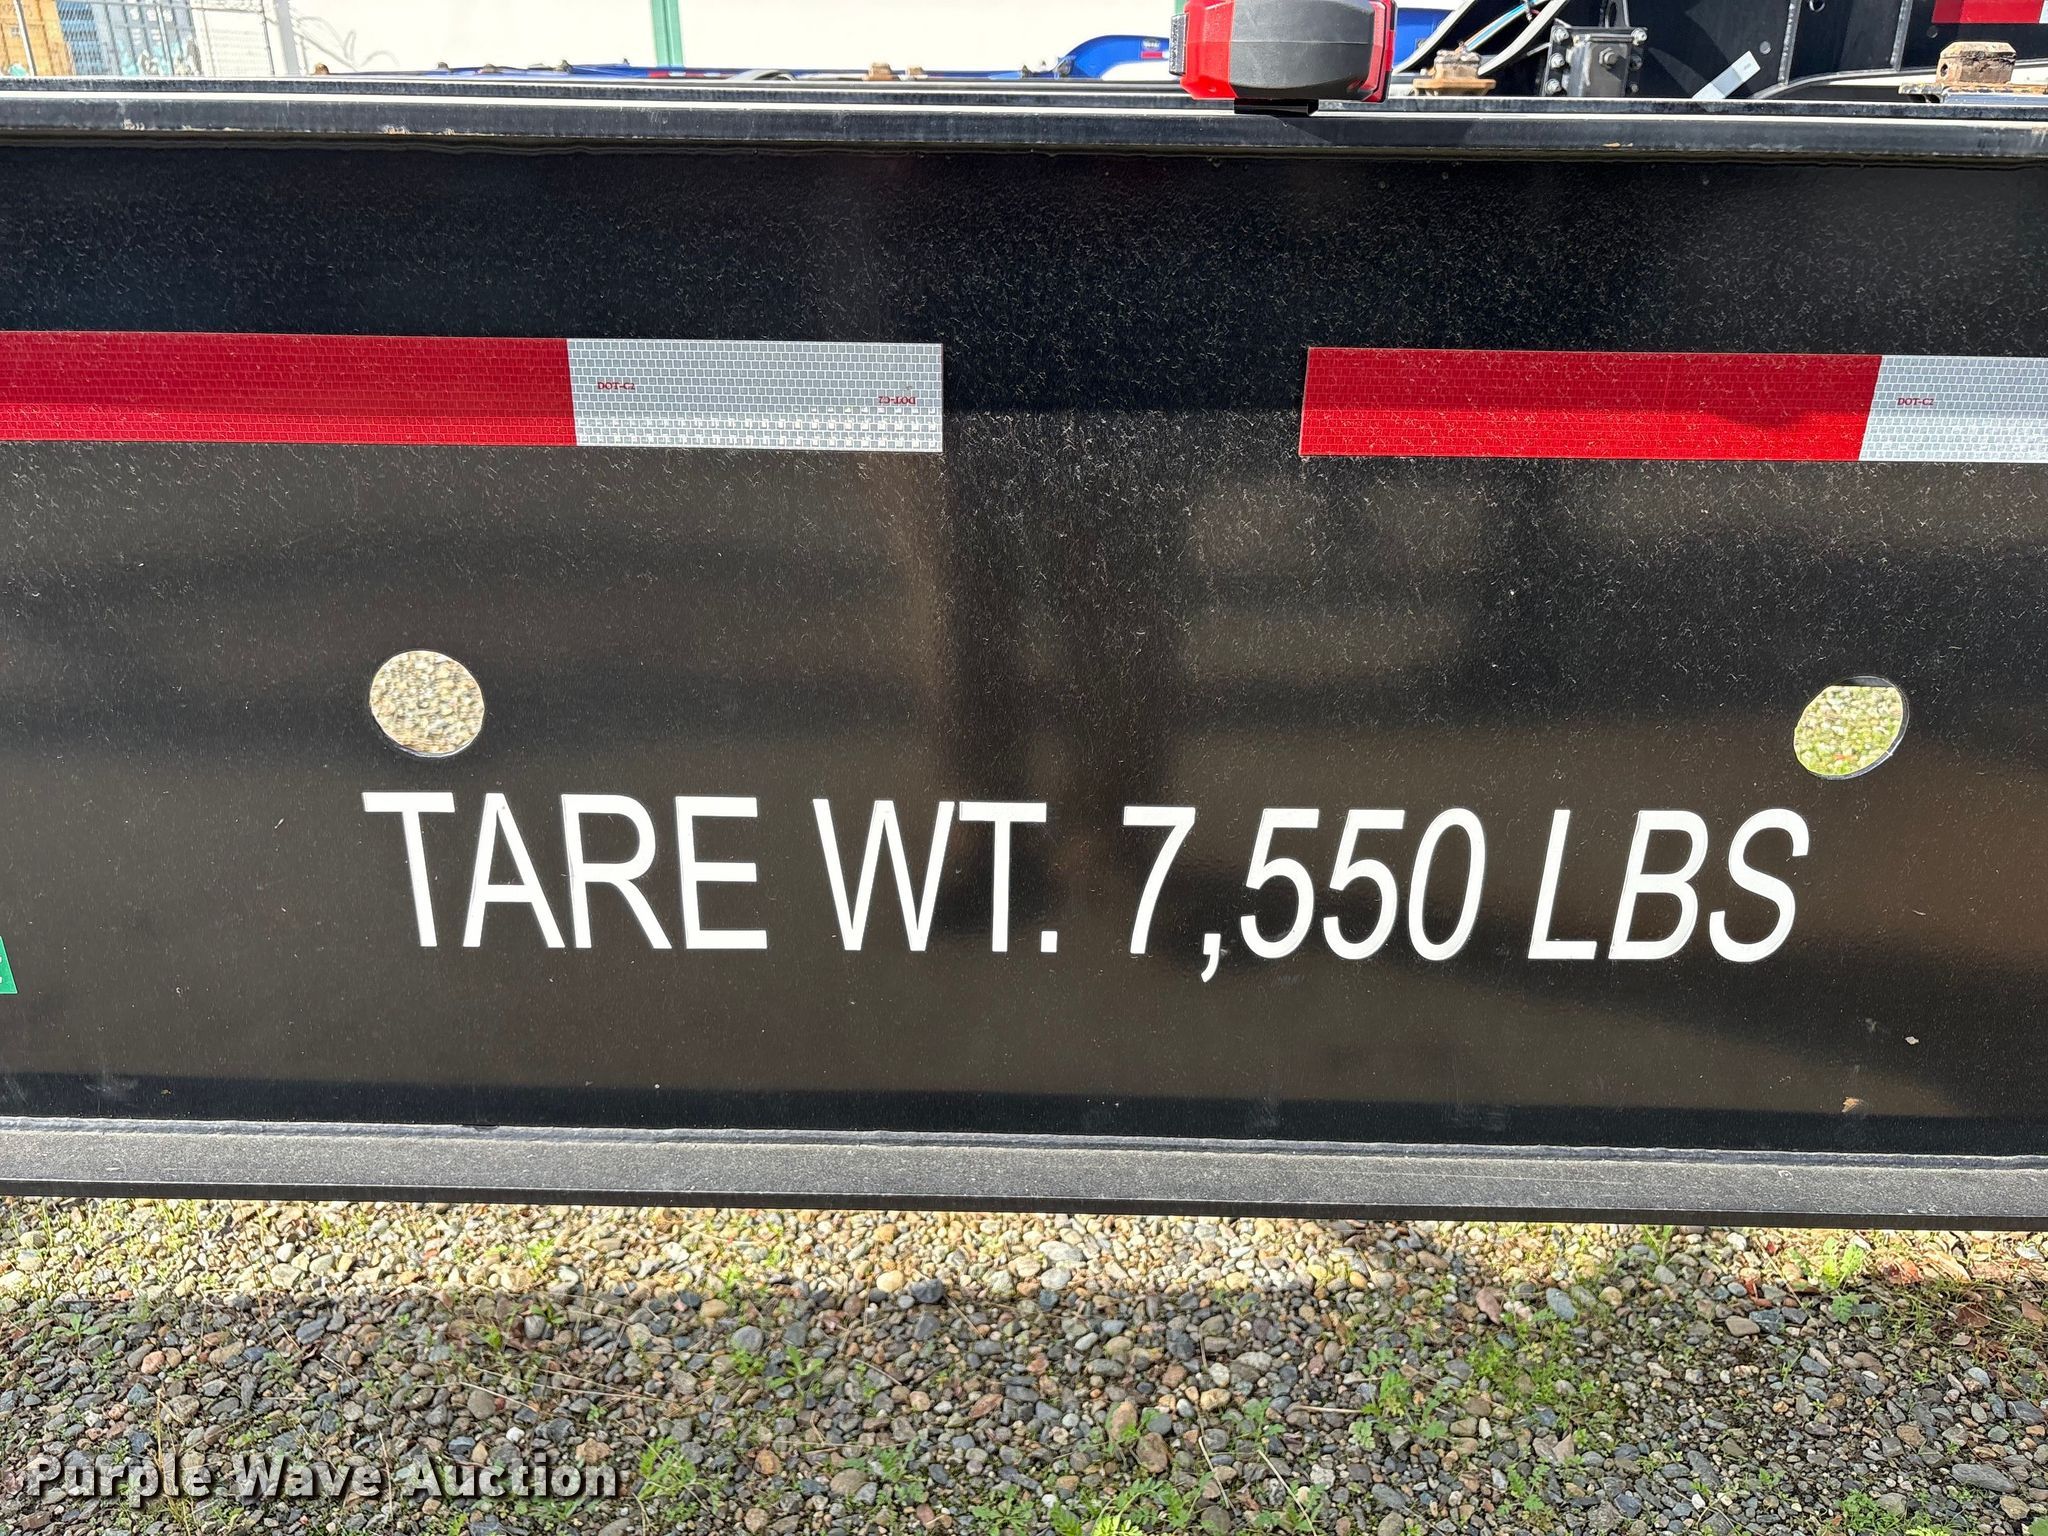 DOT-C2
DOT-C2
DOT-C2
TARE WT. 7,550 LBS
Purple Wave Auction